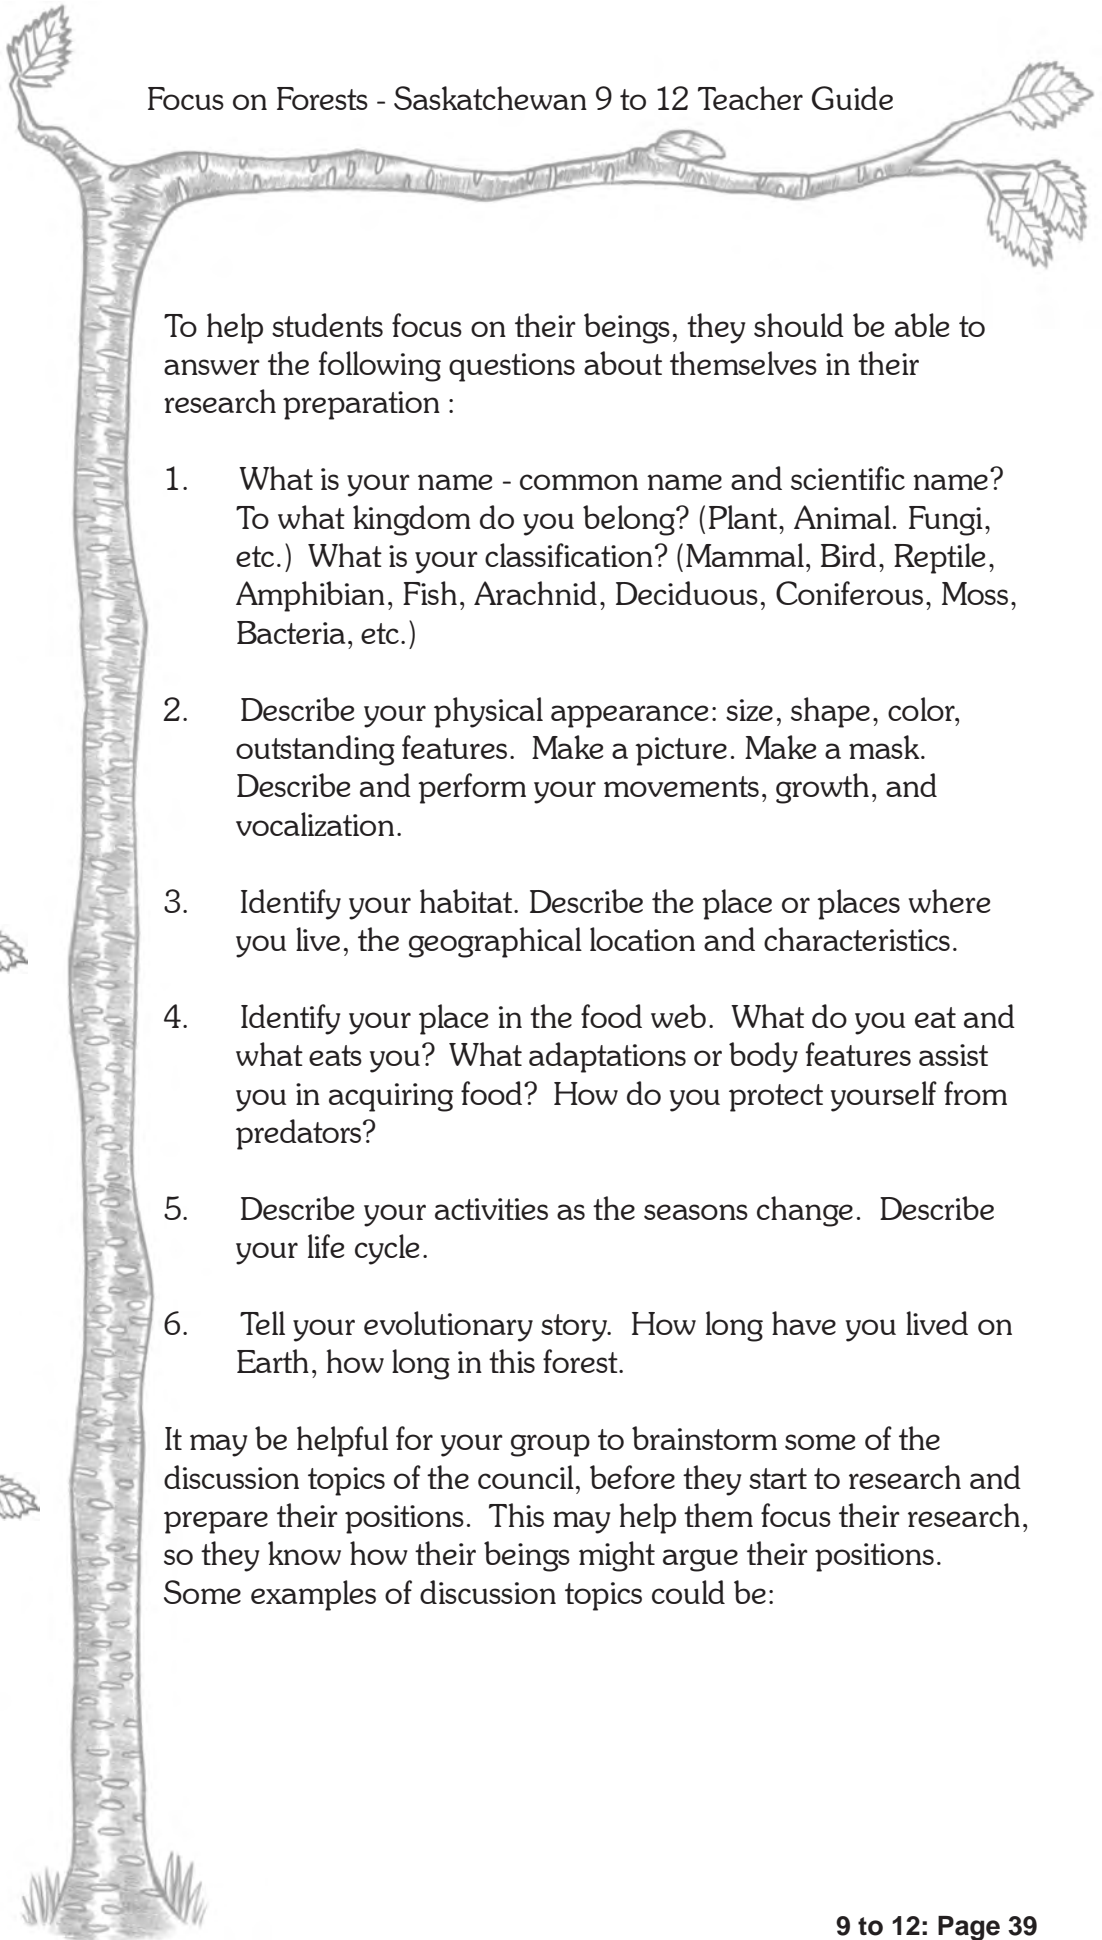 Focus on Forests - Saskatchewan 9 to 12 Teacher Guide
To help students focus on their beings, they should be able to
answer the following questions about themselves in their
research preparation :
1. What is your name - common name and scientific name?
To what kingdom do you belong? (Plant, Animal. Fungi,
etc.) What is your classification? (Mammal, Bird, Reptile,
Amphibian, Fish, Arachnid, Deciduous, Coniferous, Moss,
Bacteria, etc.)
2. Describe your physical appearance: size, shape, color,
outstanding features. Make a picture. Make a mask.
Describe and perform your movements, growth, and
vocalization.
3. Identify your habitat. Describe the place or places where
you live, the geographical location and characteristics.
4. Identify your place in the food web. What do you eat and
what eats you? What adaptations or body features assist
you in acquiring food? How do you protect yourself from
predators?
5. Describe your activities as the seasons change. Describe
your life cycle.
6. Tell your evolutionary story. How long have you lived on
Earth, how long in this forest.
It may be helpful for your group to brainstorm some of the
discussion topics of the council, before they start to research and
prepare their positions. This may help them focus their research,
so they know how their beings might argue their positions.
Some examples of discussion topics could be:
9 to 12: Page 39